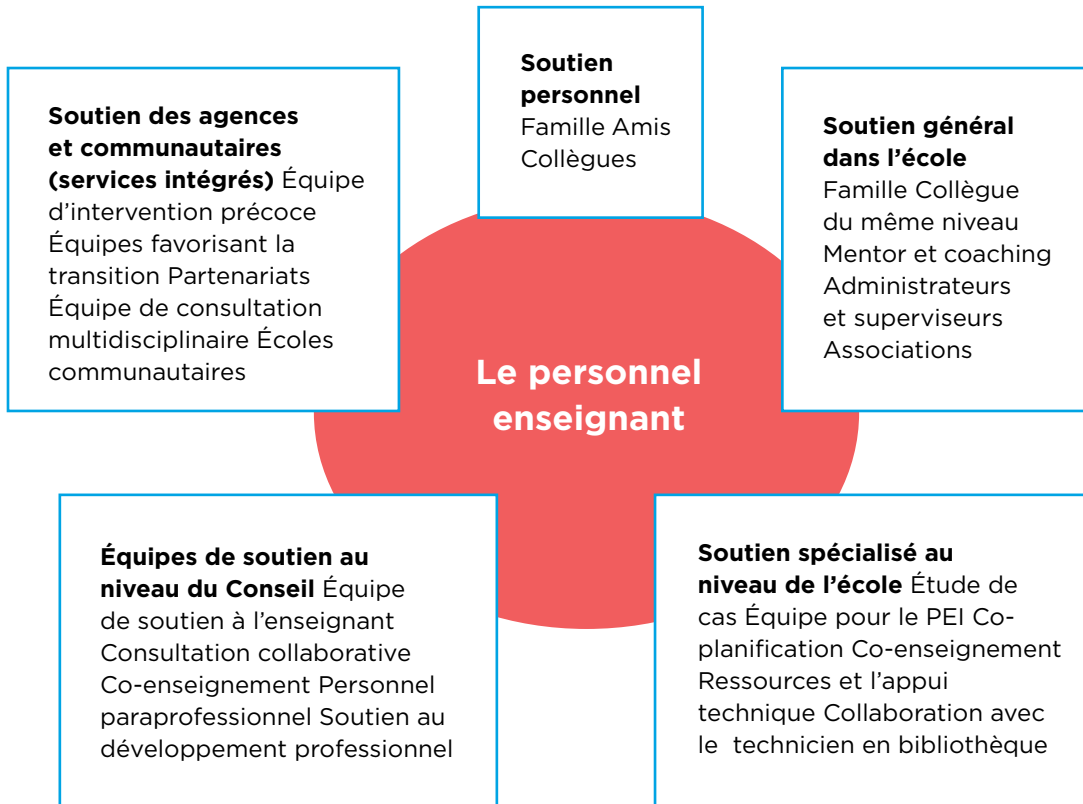 Soutien
personnel
Famille Amis
Collègues
Soutien des agences
et communautaires
(services intégrés) Équipe
d’intervention précoce
Équipes favorisant la
transition Partenariats
Équipe de consultation
multidisciplinaire Écoles
communautaires
Soutien général
dans l’école
Famille Collègue
du même niveau
Mentor et coaching
Administrateurs
et superviseurs
Associations
Le personnel
enseignant
Équipes de soutien au
niveau du Conseil Équipe
de soutien à l’enseignant
Consultation collaborative
Co-enseignement Personnel
paraprofessionnel Soutien au
développement professionnel
Soutien spécialisé au
niveau de l’école Étude de
cas Équipe pour le PEI Co-
planification Co-enseignement
Ressources et l’appui
technique Collaboration avec
le technicien en bibliothèque